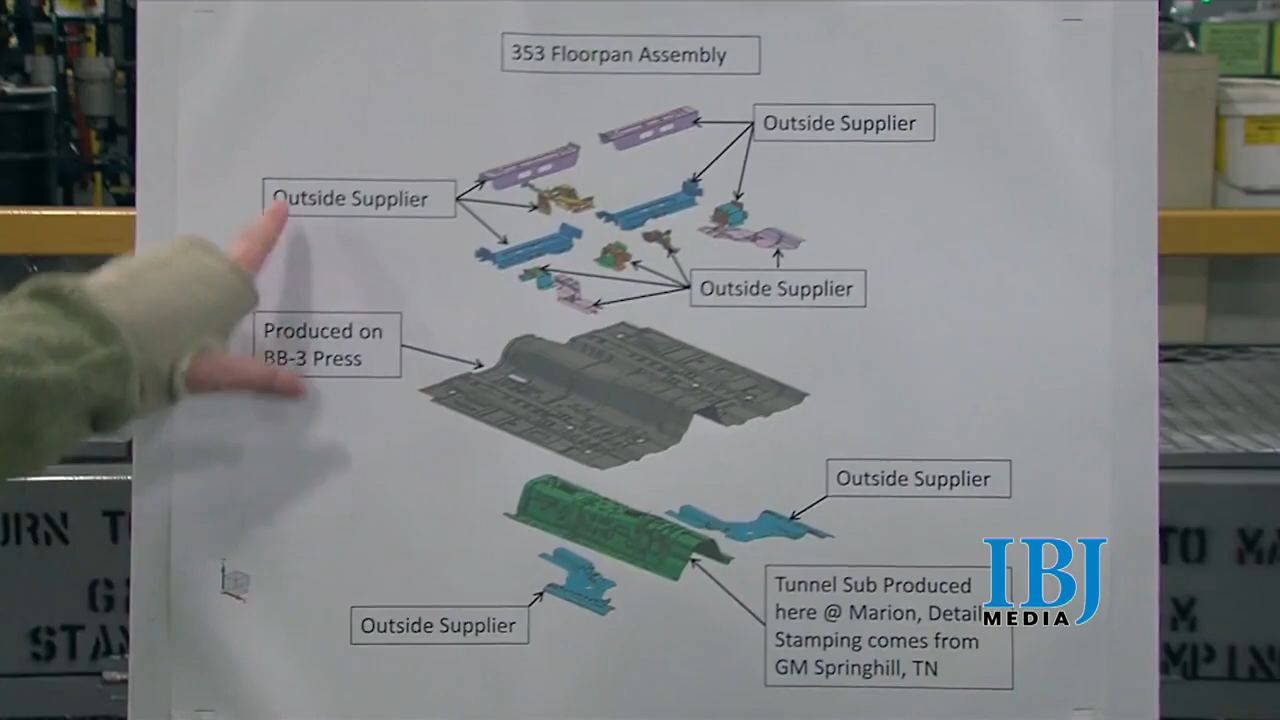 353 Floorpan Assembly
Outside Supplier
Outside Supplier
Outside Supplier
Produced on
BB-3 Press
Outside Supplier
Outside Supplier
Tunnel Sub Produced
here @ Marion, Detail
Stamping comes from
GM Springhill, TN
IBJ
MEDIA